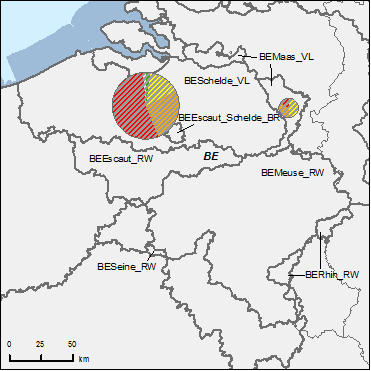 BEMaas_VL
BESchelde_VL
BEEscaut_Schelde_BR
BEEscaut_RW
BE
BEMeuse_RW
BESeine_RW
BERhin_RW
0 25 50
km